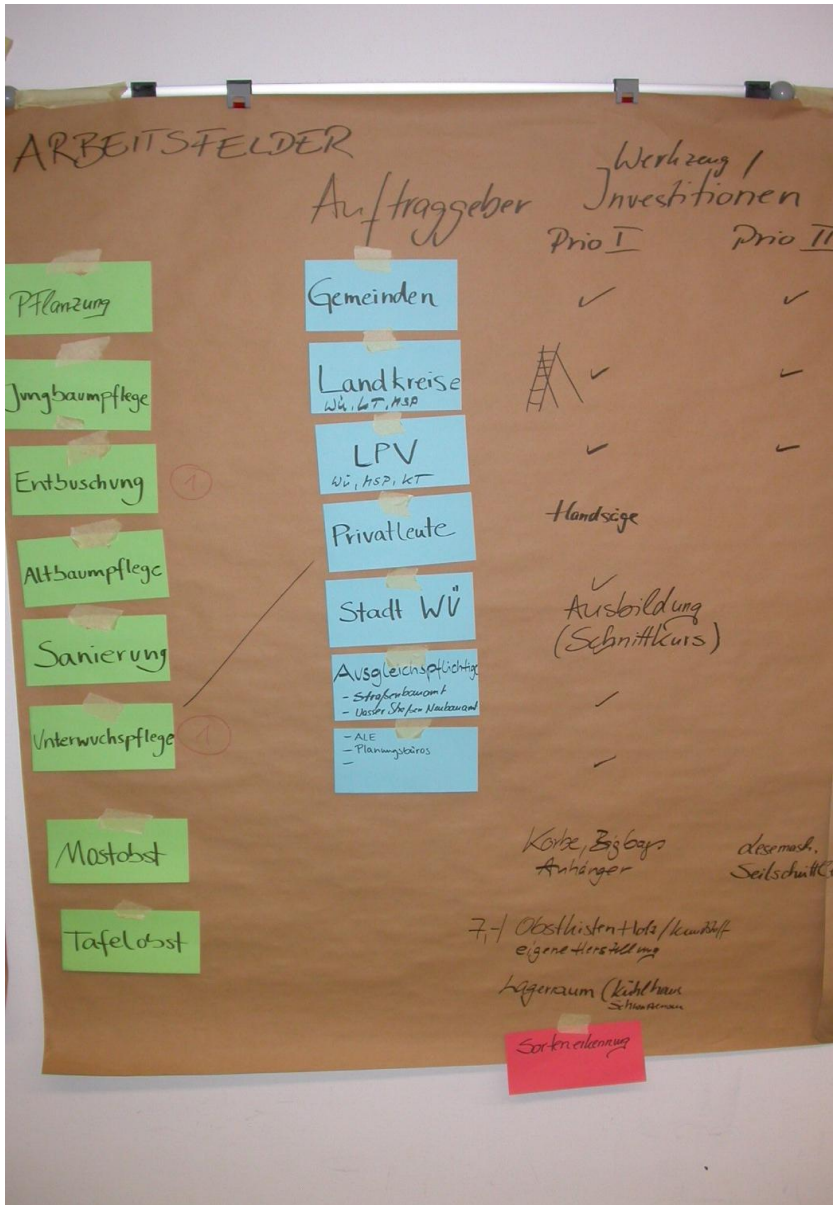 ARBEITSFELDER
Auftraggeber
Werkzeug /
Investitionen
Prio I
Prio II
Pflanzung
Jungbaumpflege
Entbuschung
1
Altbaumpflege
Sanierung
Unterwuchspflege
1
Mostobst
Tafelobst
Gemeinden
Landkreise
Wü, KT, MSP
LPV
Wü, MSP, KT
Privatleute
Stadt WÜ
Ausgleichspflichtige
- Straßenbauamt
- Neubauamt
- ALE
- Planungsbüros
-
Handsäge
Ausbildung
(Schnittkurs)
Körbe, Bigbags
Anhänger
Lesemasch.
7,-/ Obstkisten Holz/Kunststoff
eigene Herstellung
Lagerraum (Kühlhaus
Sortenerkennung